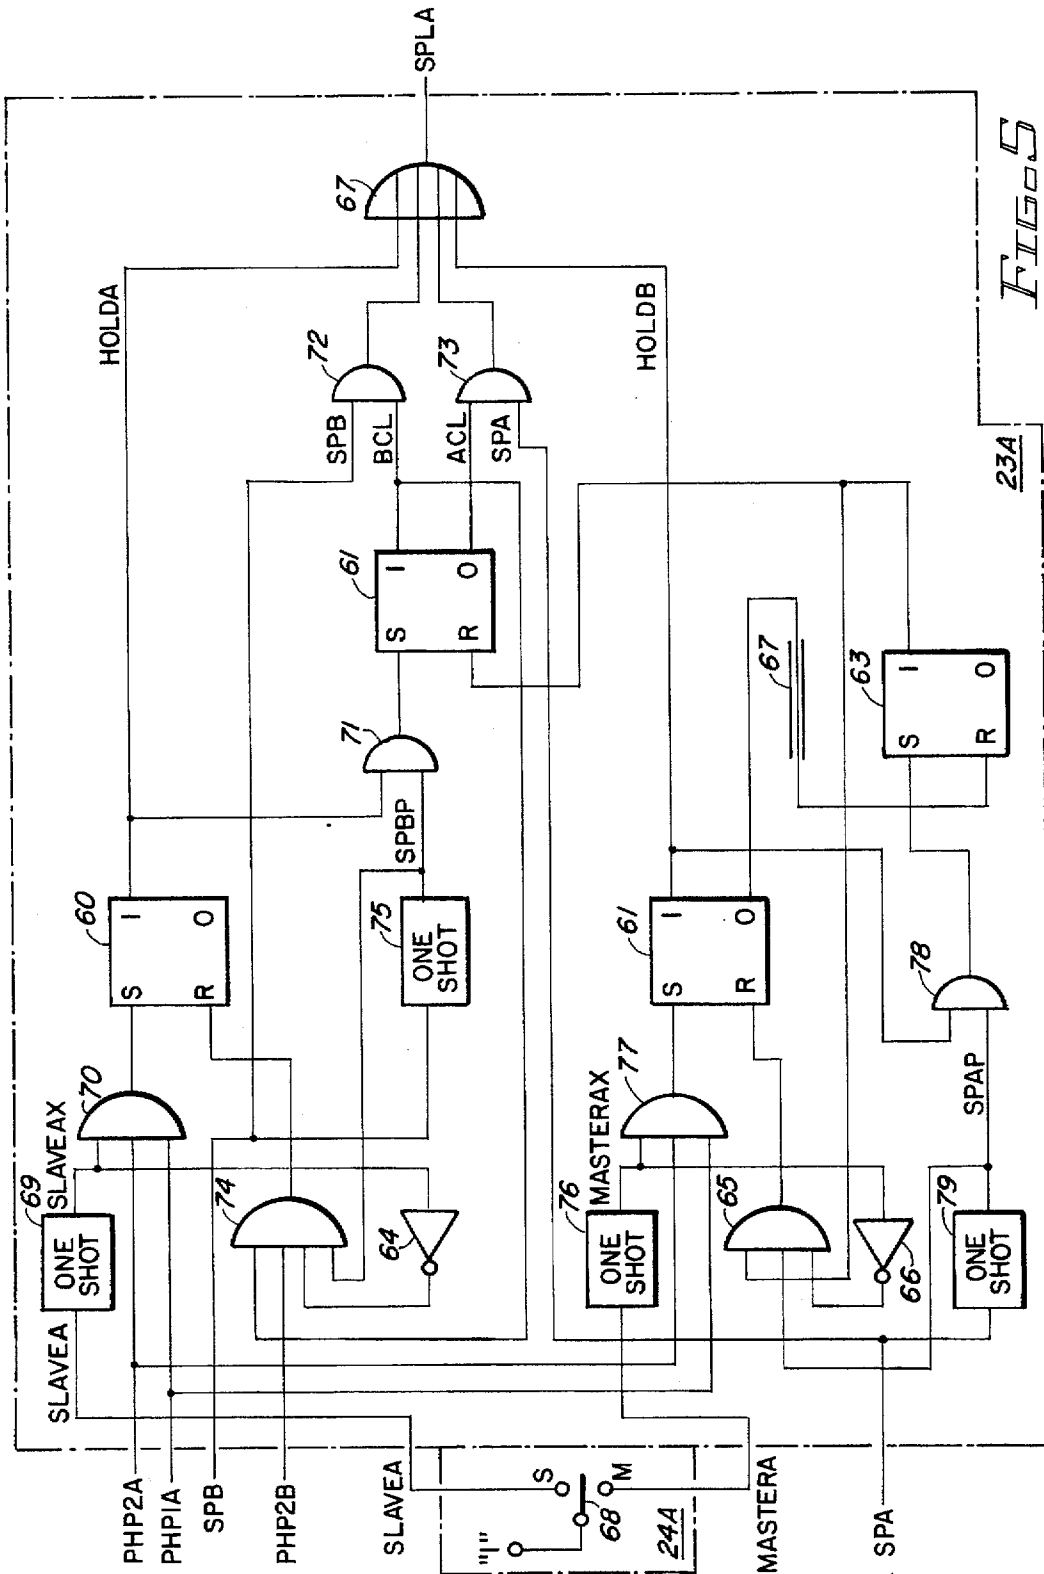 SPLA
67
HOLDA
HOLDB
72
73
SPB
BCL
ACL
SPA
23A
FIG-5
61
S
I
R
O
67
63
S
I
R
O
71
SPBP
60
S
I
R
O
75
ONE
SHOT
61
S
I
R
O
78
SPAP
70
SLAVEAX
69
ONE
SHOT
SLAVEA
74
64
77
MASTERAX
76
ONE
SHOT
65
66
79
ONE
SHOT
PHP2A
PHP1A
SPB
PHP2B
SLAVEA
"1"
S
M
68
24A
MASTERA
SPA